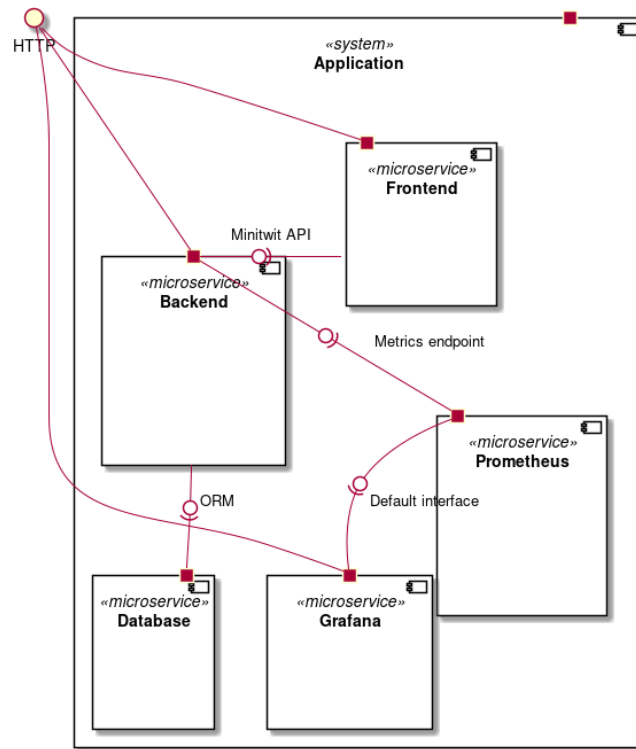 HTTP
«system»
Application
«microservice»
Frontend
Minitwit API
«microservice»
Backend
Metrics endpoint
«microservice»
Prometheus
ORM
Default interface
«microservice»
Database
«microservice»
Grafana